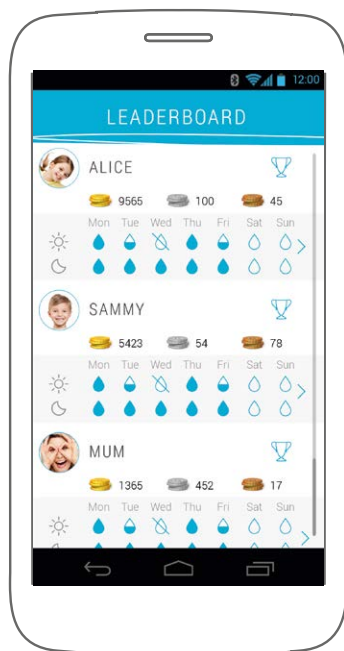 12:00
LEADERBOARD
ALICE
9565 100 45
Mon Tue Wed Thu Fri Sat Sun
SAMMY
5423 54 78
Mon Tue Wed Thu Fri Sat Sun
MUM
1365 452 17
Mon Tue Wed Thu Fri Sat Sun